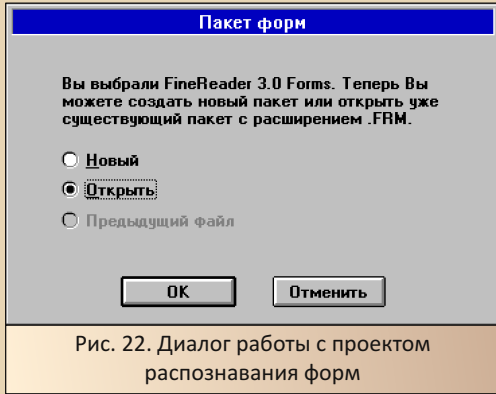 Пакет форм
Вы выбрали FineReader 3.0 Forms. Теперь Вы
можете создать новый пакет или открыть уже
существующий пакет с расширением .FRM.
Новый
Открыть
Предыдущий файл
OK
Отменить
Рис. 22. Диалог работы с проектом
распознавания форм